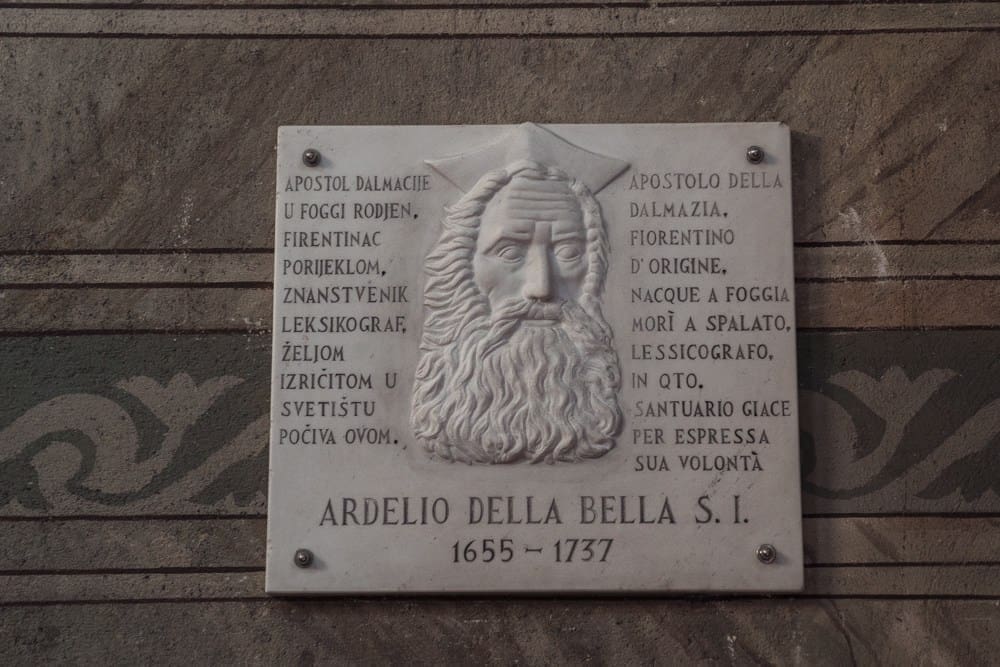 APOSTOL DALMACIJE
U FOGGI RODJEN,
FIRENTINAC
PORIJEKLOM,
ZNANSTVENIK
LEKSIKOGRAF,
ŽELJOM
IZRIČITOM U
SVETIŠTU
POČIVA OVOM.
APOSTOLO DELLA
DALMAZIA,
FIORENTINO
D'ORIGINE,
NACQUE A FOGGIA
MORÌ A SPALATO,
LESSICOGRAFO,
IN QTO.
SANTUARIO GIACE
PER ESPRESSA
SUA VOLONTÀ
ARDELIO DELLA BELLA S. I.
1655 - 1737